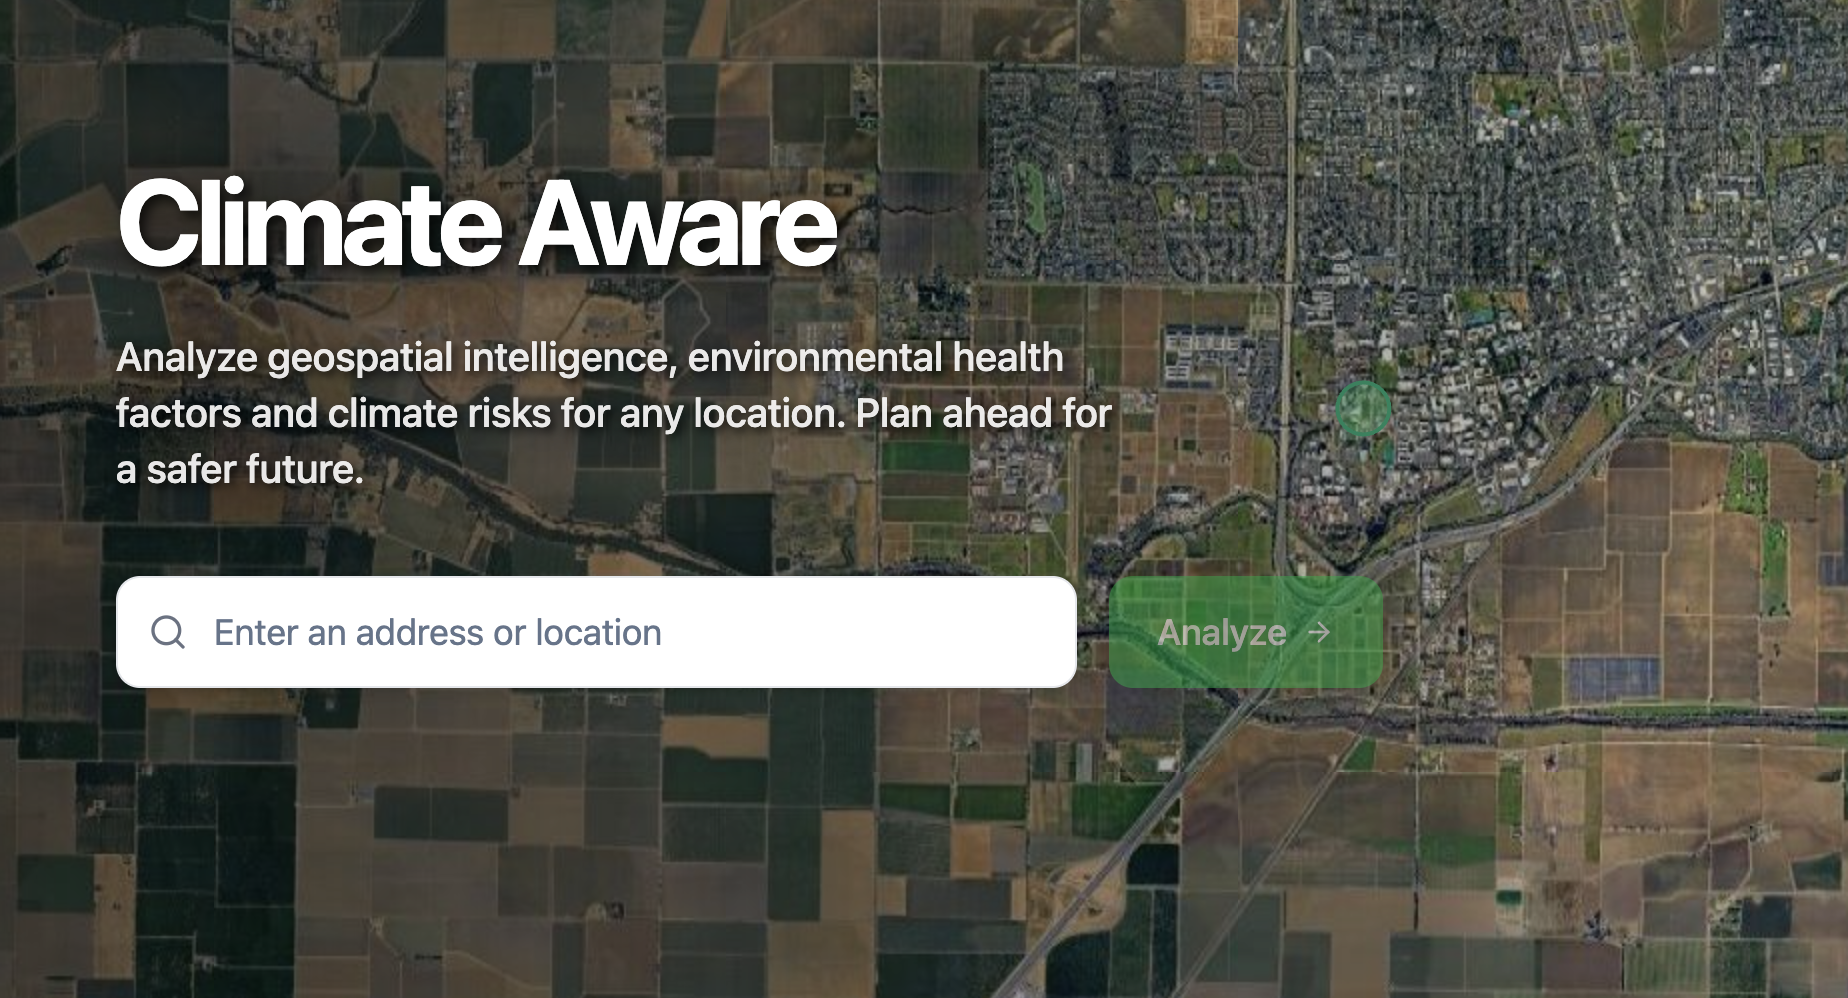 Climate Aware
Analyze geospatial intelligence, environmental health
factors and climate risks for any location. Plan ahead for
a safer future.
Enter an address or location
Analyze →